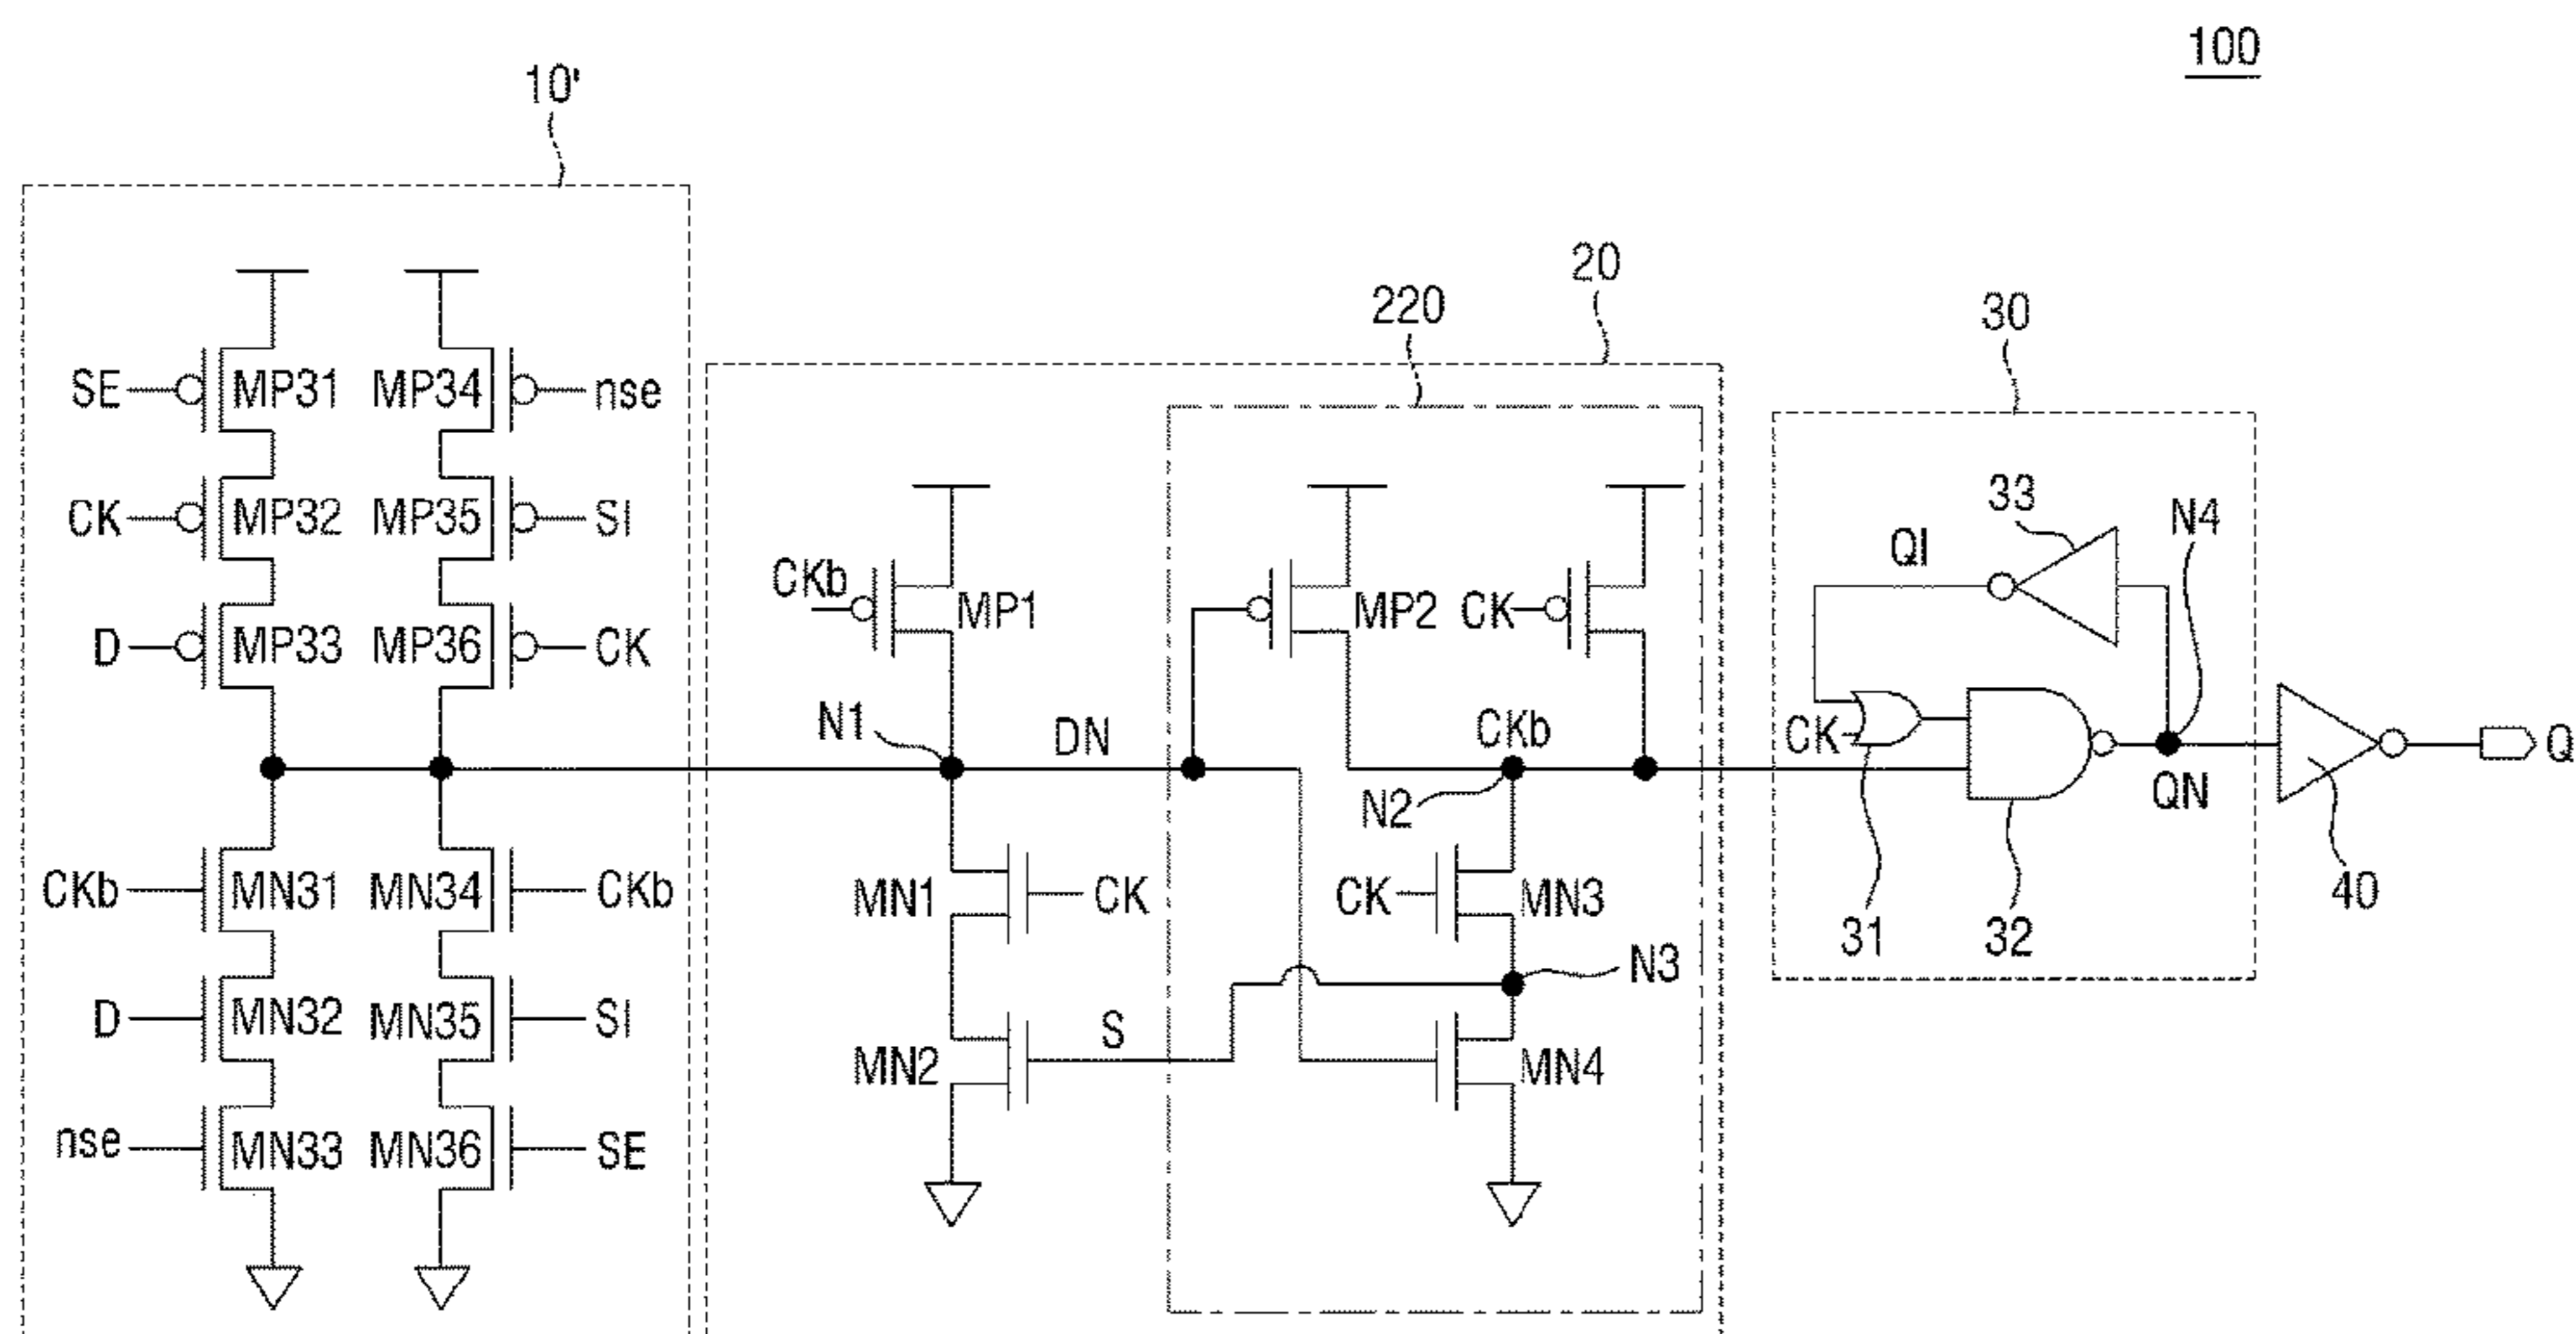 100
10'
20
220
30
SE MP31 MP34 nse
CK MP32 MP35 SI
D MP33 MP36 CK
CKb MN31 MN34 CKb
D MN32 MN35 SI
nse MN33 MN36 SE
CKb MP1
N1
DN
MN1 CK
MN2 S
MP2 CK
CKb
N2
CK MN3
N3
MN4
33
QI
N4
CK
31
32
QN
40
Q